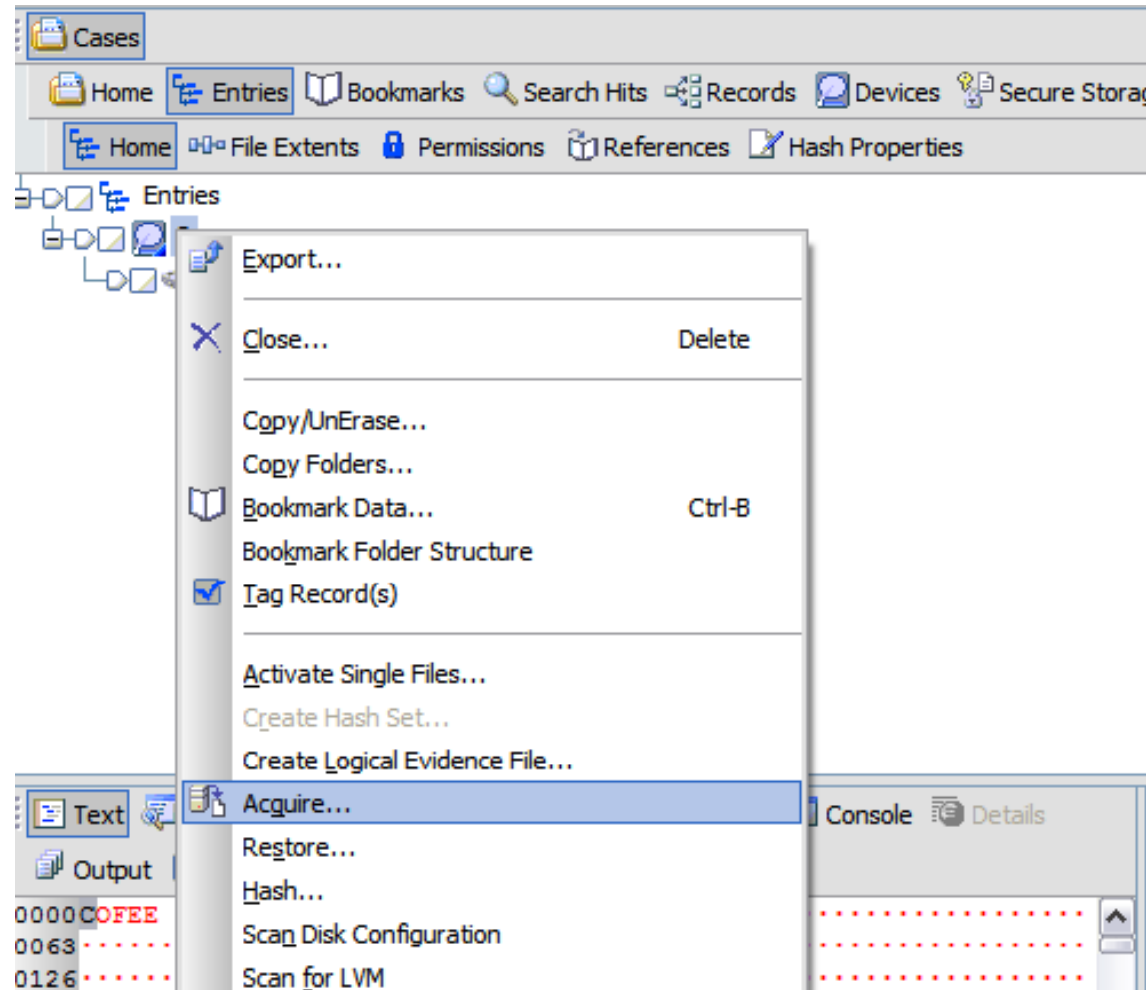 Cases
Home Entries Bookmarks Search Hits Records Devices Secure Storag
Home File Extents Permissions References Hash Properties
Entries
Export...
Close... Delete
Copy/UnErase...
Copy Folders...
Bookmark Data... Ctrl-B
Bookmark Folder Structure
Tag Record(s)
Activate Single Files...
Create Hash Set...
Create Logical Evidence File...
Text Acquire... Console Details
Restore...
Output
Hash...
0000COFEE
Scan Disk Configuration
0063
Scan for LVM
0126